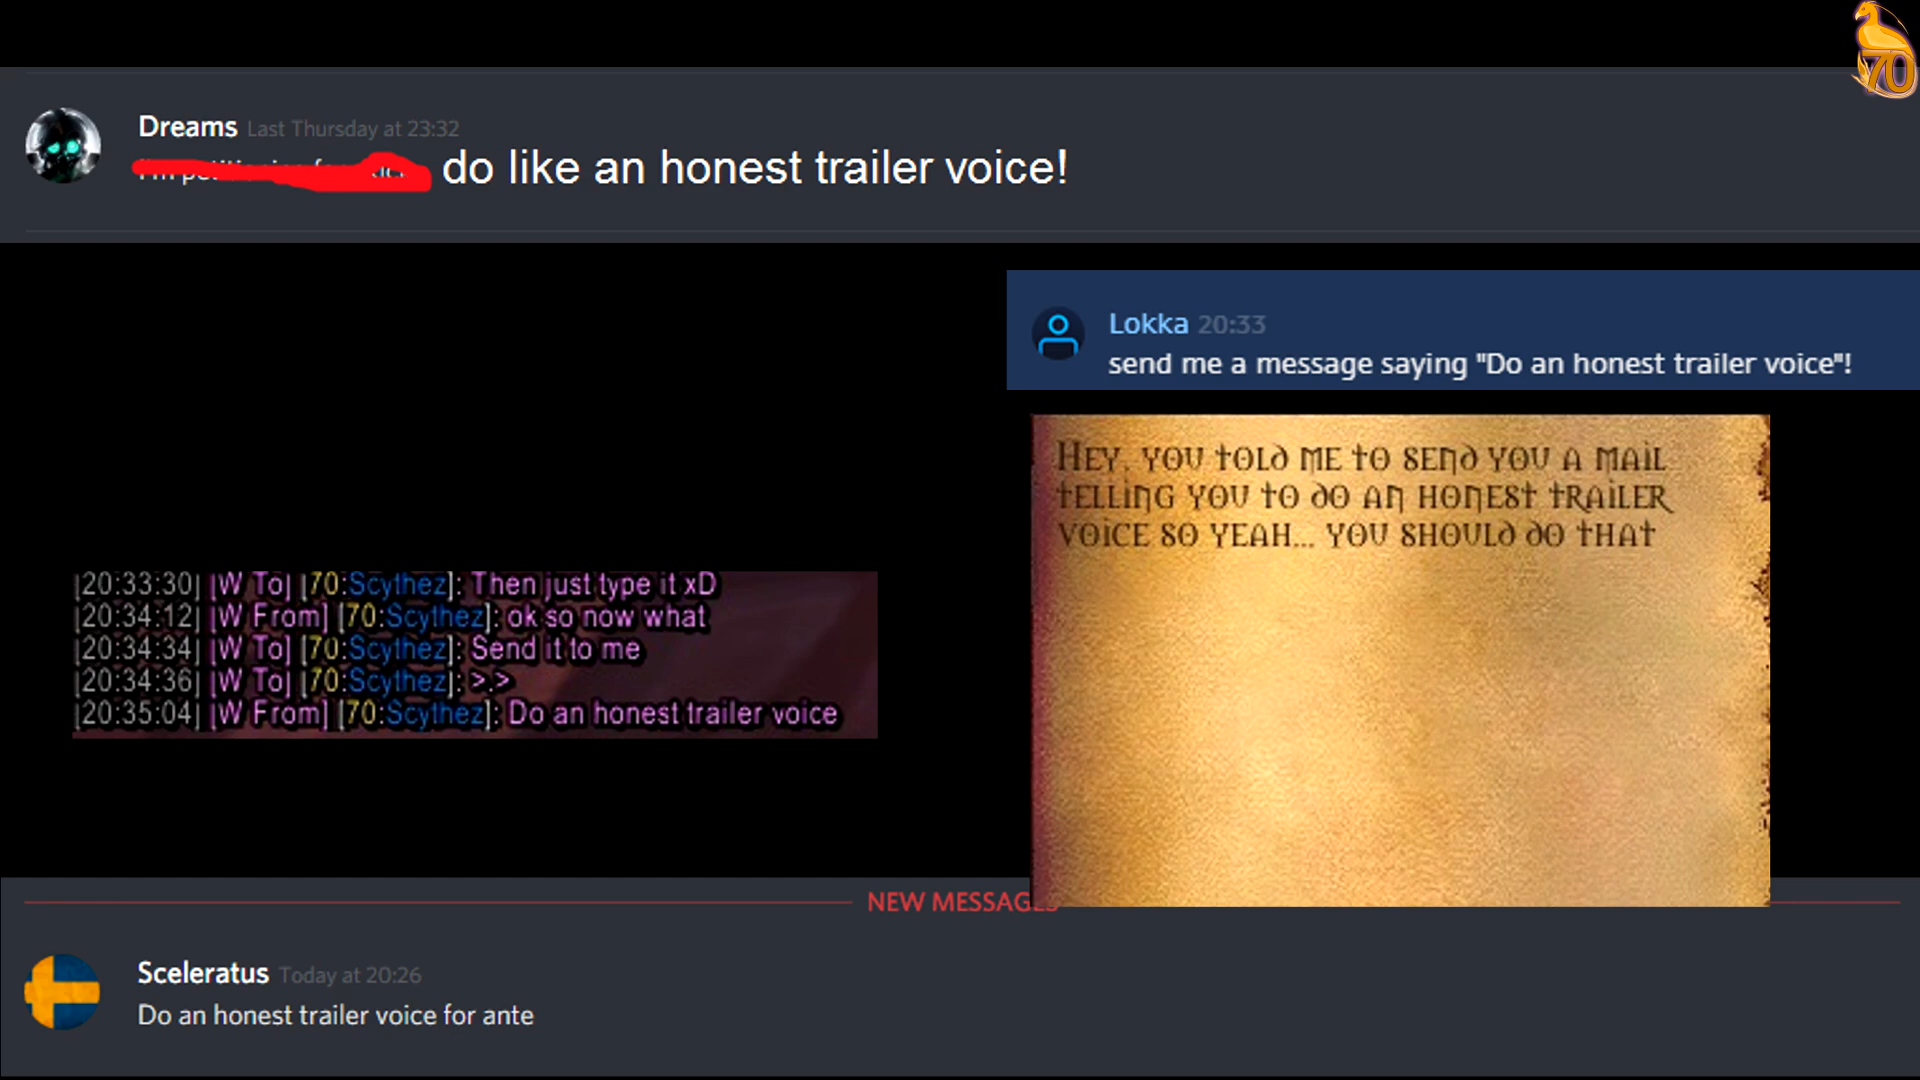 70
Dreams Last Thursday at 23:32
do like an honest trailer voice!
Lokka 20:33
send me a message saying "Do an honest trailer voice"!
Hey, you told me to send you a mail
telling you to do an honest trailer
voice so yeah... you should do that
[20:33:30] [W To] [70:Scythez]: Then just type it xD
[20:34:12] [W From] [70:Scythez]: ok so now what
[20:34:34] [W To] [70:Scythez]: Send it to me
[20:34:36] [W To] [70:Scythez]: >.>
[20:35:04] [W From] [70:Scythez]: Do an honest trailer voice
NEW MESSAGES
Sceleratus Today at 20:26
Do an honest trailer voice for ante